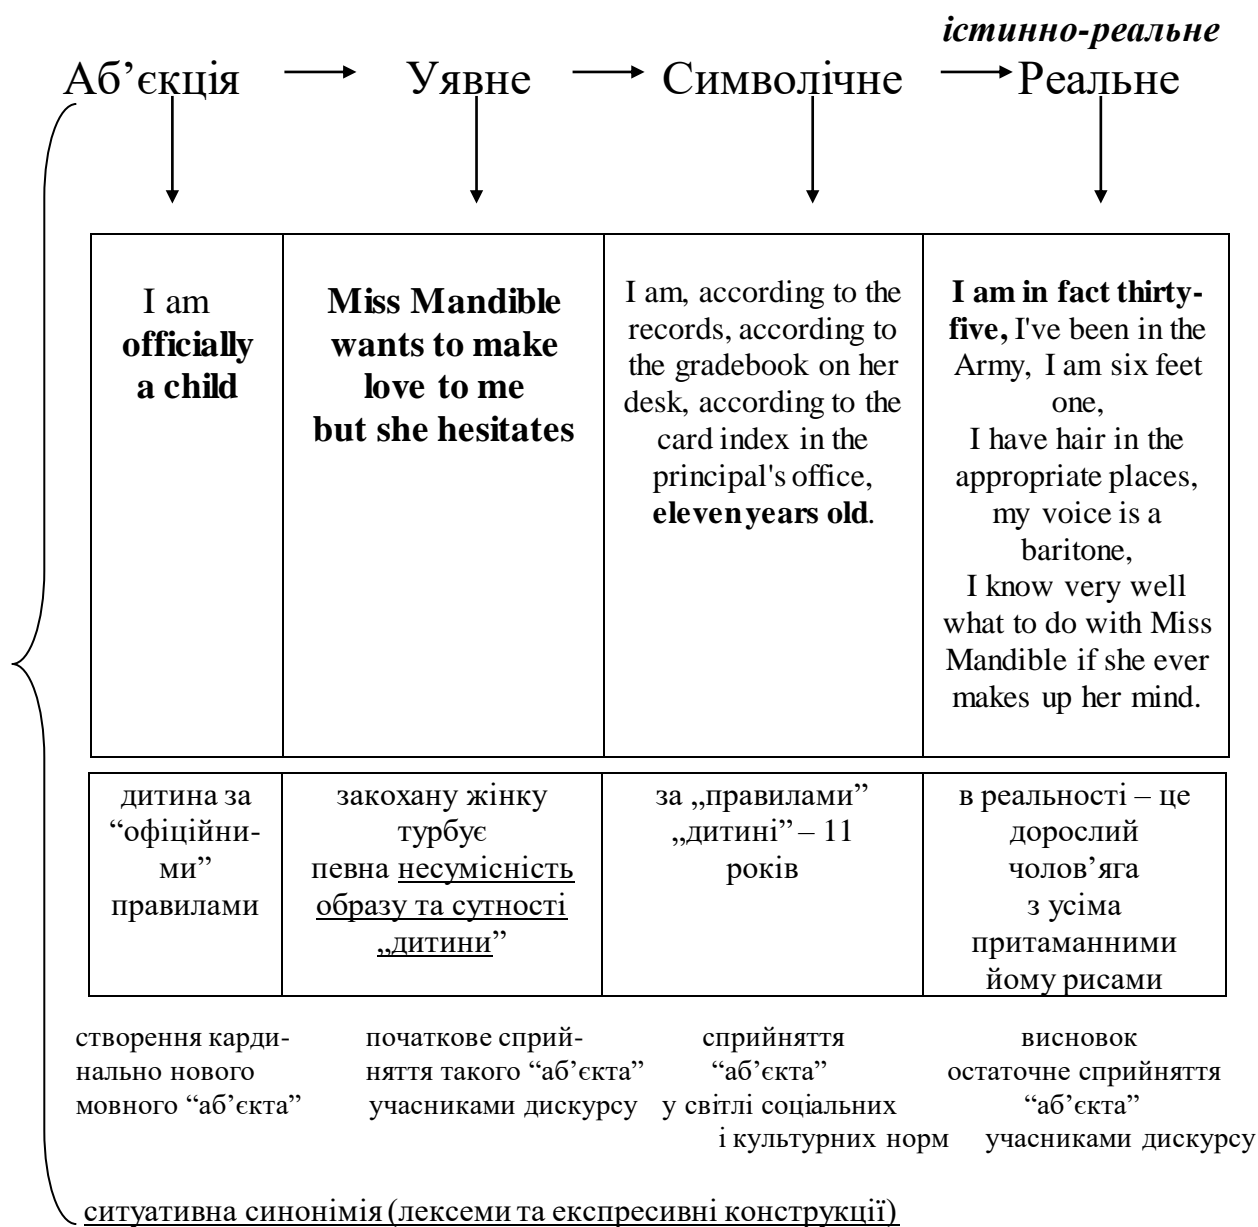 істинно-реальне
Аб’єкція Уявне Символічне Реальне
I am
officially
a child
Miss Mandible
wants to make
love to me
but she hesitates
I am, according to the
records, according to
the gradebook on her
desk, according to the
card index in the
principal's office,
eleven years old.
I am in fact thirty-
five, I've been in the
Army, I am six feet
one,
I have hair in the
appropriate places,
my voice is a
baritone,
I know very well
what to do with Miss
Mandible if she ever
makes up her mind.
дитина за
“офіційни-
ми”
правилами
закохану жінку
турбує
певна несумісність
образу та сутності
„дитини”
за „правилами”
„дитині” – 11
років
в реальності – це
дорослий
чолов’яга
з усіма
притаманними
йому рисами
створення карди-
нально нового
мовного “аб’єкта”
початкове сприй-
няття такого “аб’єкта”
учасниками дискурсу
сприйняття
“аб’єкта”
у світлі соціальних
і культурних норм
висновок
остаточне сприйняття
“аб’єкта”
учасниками дискурсу
ситуативна синонімія (лексеми та експресивні конструкції)